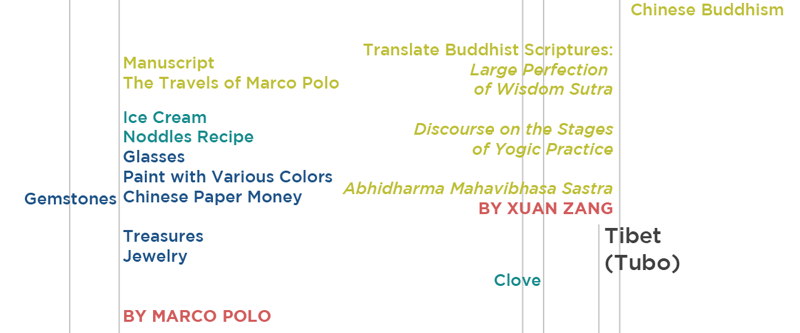 Chinese Buddhism
Manuscript
The Travels of Marco Polo
Ice Cream
Noddles Recipe
Glasses
Paint with Various Colors
Gemstones
Chinese Paper Money
Treasures
Jewelry
BY MARCO POLO
Translate Buddhist Scriptures:
Large Perfection
of Wisdom Sutra
Discourse on the Stages
of Yogic Practice
Abhidharma Mahavibhasa Sastra
BY XUAN ZANG
Tibet
(Tubo)
Clove